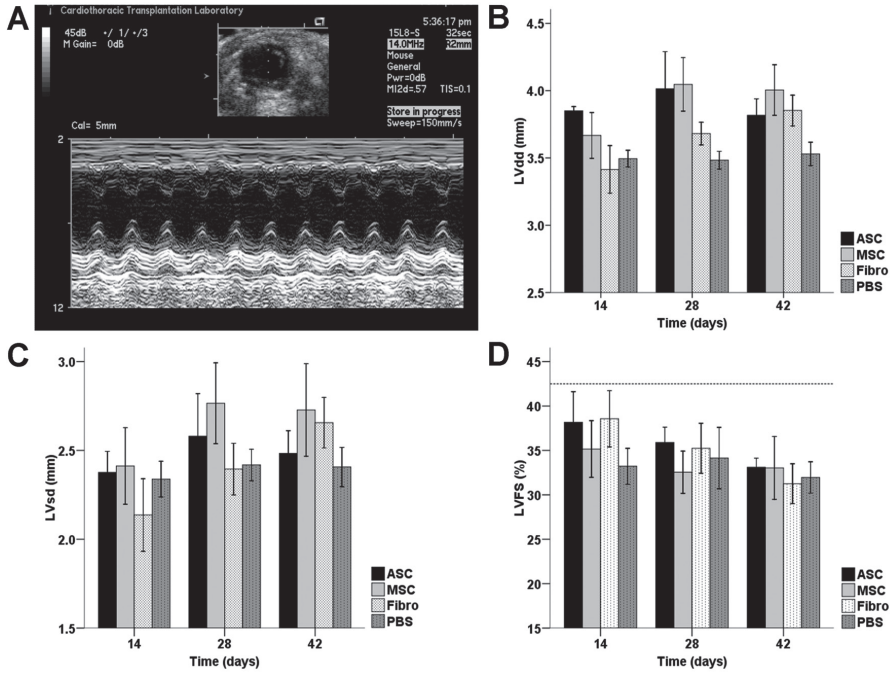 A
Cardiothoracic Transplantation Laboratory
5:36:17 pm
45dB +/ 1/ +/3
M Gain= 0dB
15L8-S 32sec
14.0MHz R2mm
Mouse
General
Pwr=0dB
MI2d=.57 TIS=0.1
Store in progress
Sweep=150mm/s
Cal= 5mm
2
12
B
4.5
4.0
3.5
3.0
2.5
LVdd (mm)
14 28 42
Time (days)
ASC
MSC
Fibro
PBS
C
3.0
2.5
2.0
1.5
LVsd (mm)
14 28 42
Time (days)
ASC
MSC
Fibro
PBS
D
45
42
38
35
32
30
25
20
15
LVFS (%)
14 28 42
Time (days)
ASC
MSC
Fibro
PBS